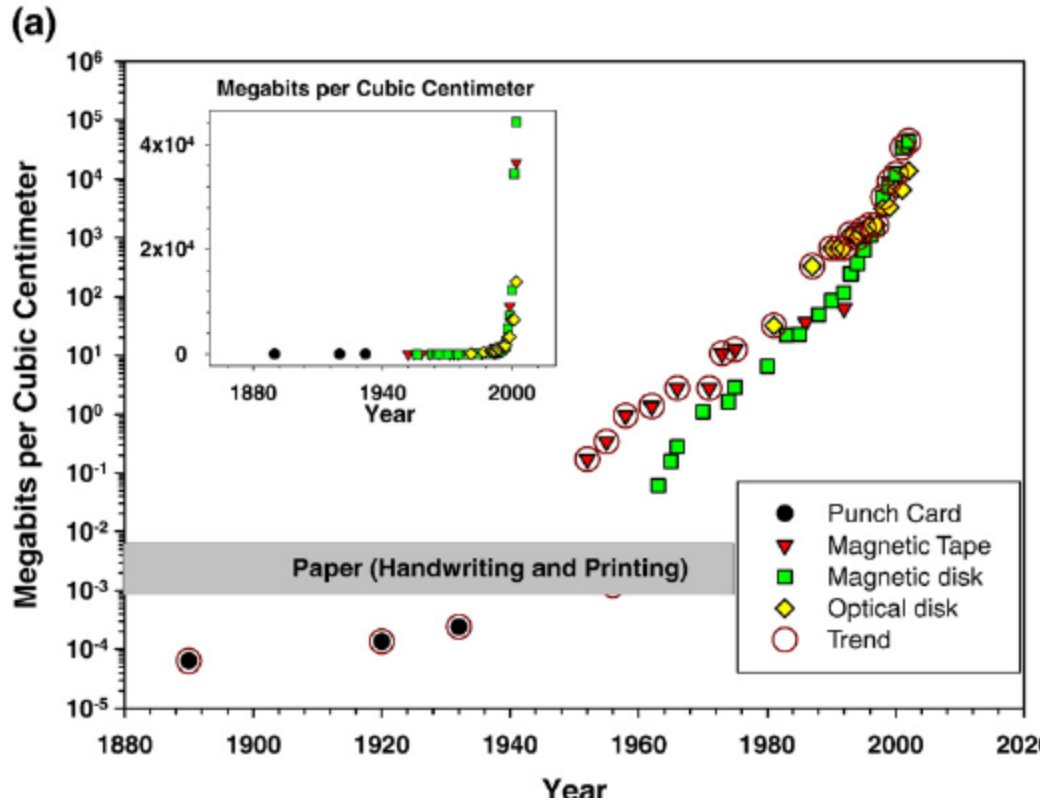 (a)
Megabits per Cubic Centimeter
10⁶
10⁵
10⁴
10³
10²
10¹
10⁰
10⁻¹
10⁻²
10⁻³
10⁻⁴
10⁻⁵
Megabits per Cubic Centimeter
4x10⁴
2x10⁴
0
1880 1940 2000
Year
Paper (Handwriting and Printing)
Punch Card
Magnetic Tape
Magnetic disk
Optical disk
Trend
1880 1900 1920 1940 1960 1980 2000 2020
Year